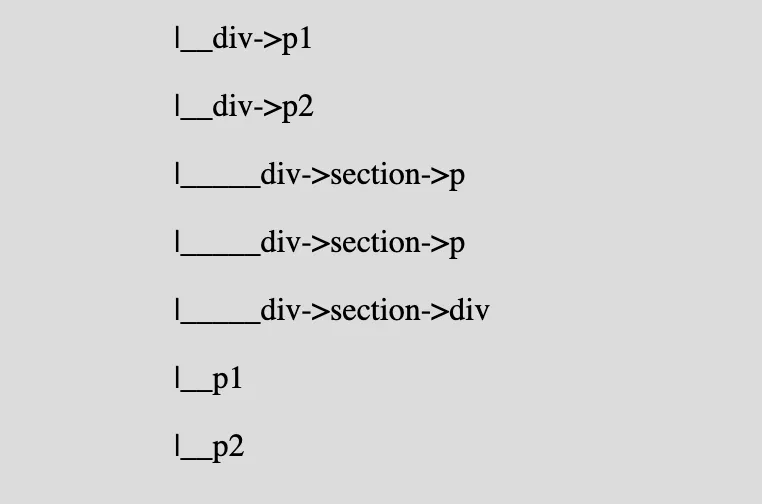 |__div->p1
|__div->p2
|_____div->section->p
|_____div->section->p
|_____div->section->div
|__p1
|__p2